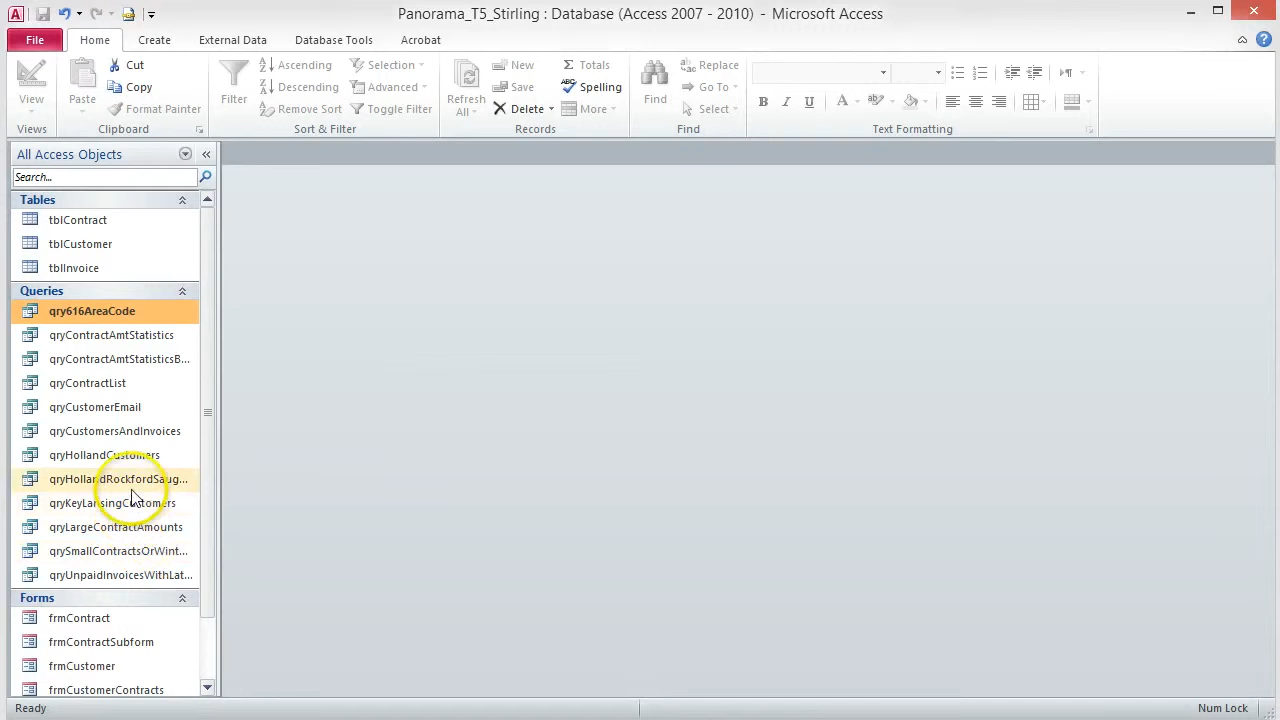 Panorama_T5_Stirling : Database (Access 2007 - 2010) - Microsoft Access
File Home Create External Data Database Tools Acrobat
View
Views
Paste
Cut
Copy
Format Painter
Clipboard
Filter
Ascending
Descending
Remove Sort
Selection
Advanced
Toggle Filter
Sort & Filter
Refresh All
New
Save
Delete
Totals
Spelling
More
Records
Find
Replace
Go To
Select
Find
Text Formatting
All Access Objects
Search...
Tables
tblContract
tblCustomer
tblInvoice
Queries
qry616AreaCode
qryContractAmtStatistics
qryContractAmtStatisticsB...
qryContractList
qryCustomerEmail
qryCustomersAndInvoices
qryHollandCustomers
qryHollandRockfordSaug...
qryKeyLansingCustomers
qryLargeContractAmounts
qrySmallContractsOrWint...
qryUnpaidInvoicesWithLat...
Forms
frmContract
frmContractSubform
frmCustomer
frmCustomerContracts
Ready Num Lock